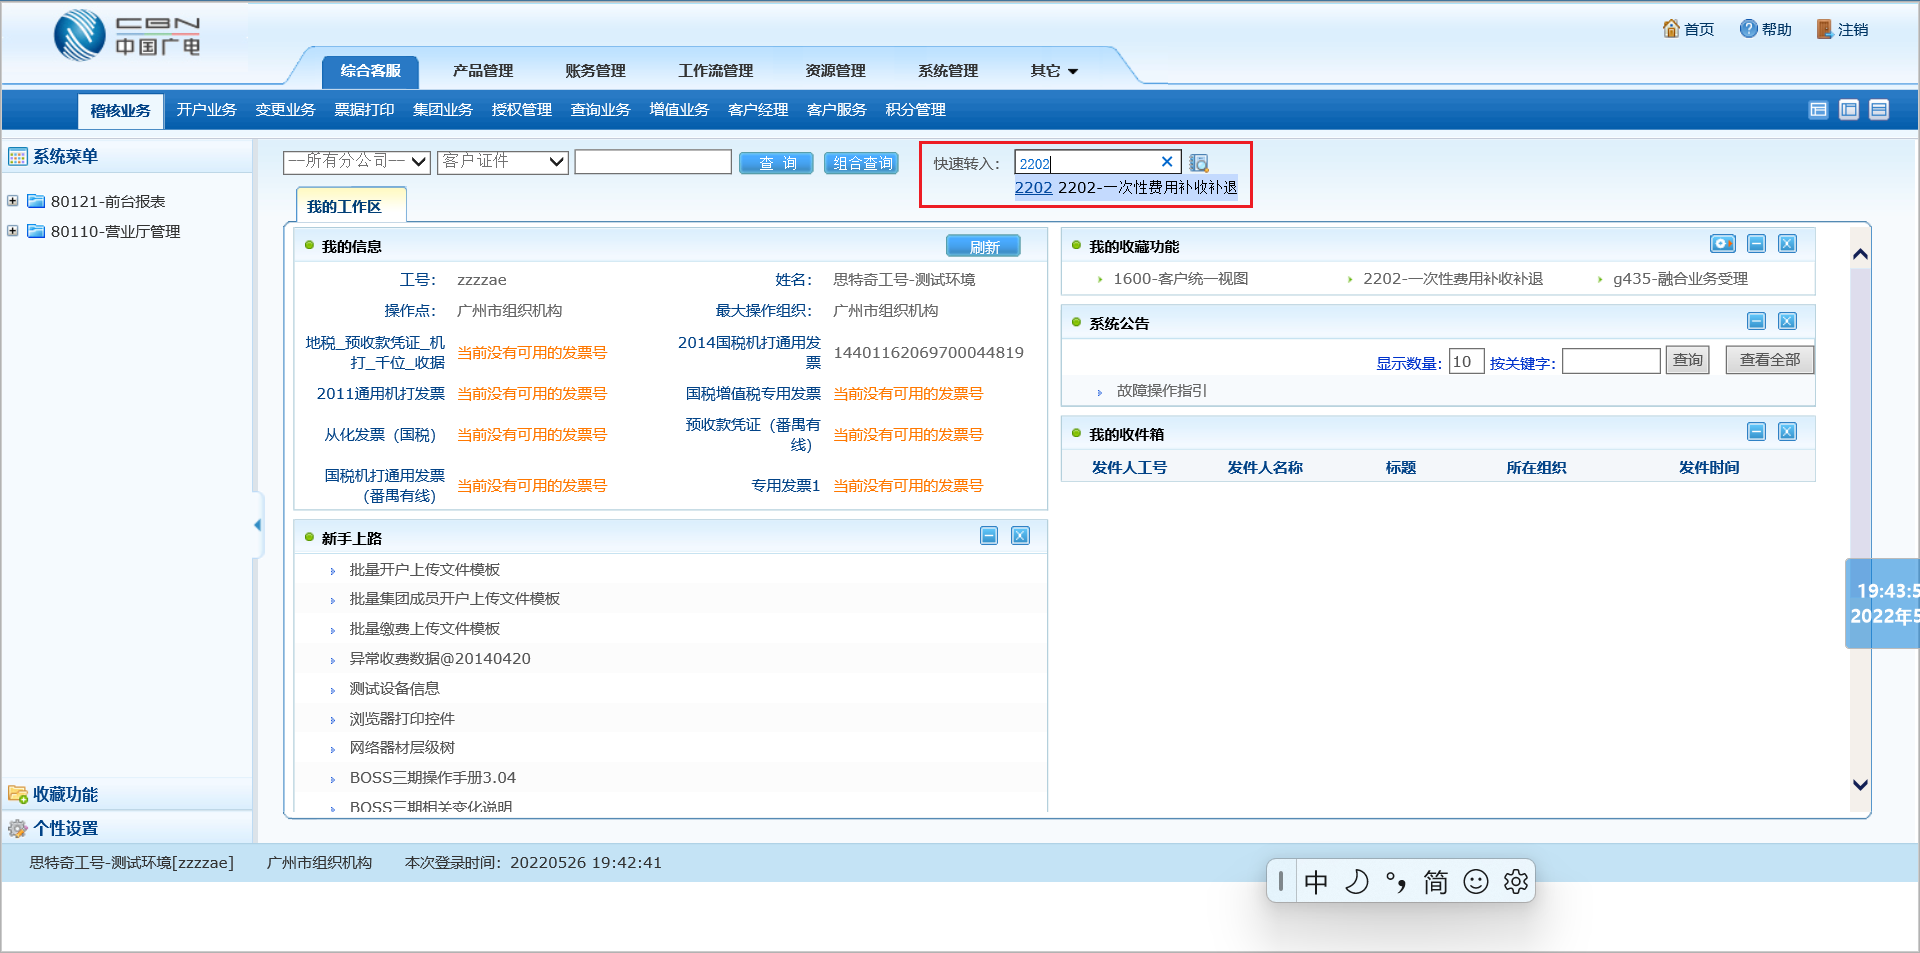 CBN
中国广电
首页 帮助 注销
综合客服 产品管理 账务管理 工作流管理 资源管理 系统管理 其它
稽核业务 开户业务 变更业务 票据打印 集团业务 授权管理 查询业务 增值业务 客户经理 客户服务 积分管理
系统菜单
80121-前台报表
80110-营业厅管理
收藏功能
个性设置
--所有分公司-- 客户证件 查 询 组合查询 快速转入： 2202
2202 2202-一次性费用补收补退
我的工作区
我的信息 刷新
工号： zzzzae 姓名： 思特奇工号-测试环境
操作点： 广州市组织机构 最大操作组织： 广州市组织机构
地税_预收款凭证_机打_千位_收据 当前没有可用的发票号 2014国税机打通用发票 14401162069700044819
2011通用机打发票 当前没有可用的发票号 国税增值税专用发票 当前没有可用的发票号
从化发票（国税） 当前没有可用的发票号 预收款凭证（番禺有线） 当前没有可用的发票号
国税机打通用发票（番禺有线） 当前没有可用的发票号 专用发票1 当前没有可用的发票号
新手上路
批量开户上传文件模板
批量集团成员开户上传文件模板
批量缴费上传文件模板
异常收费数据@20140420
测试设备信息
浏览器打印控件
网络器材层级树
BOSS三期操作手册3.04
BOSS三期相关变化说明
我的收藏功能
1600-客户统一视图 2202-一次性费用补收补退 g435-融合业务受理
系统公告
显示数量： 10 按关键字： 查询 查看全部
故障操作指引
我的收件箱
发件人工号 发件人名称 标题 所在组织 发件时间
19:43:5
2022年5
思特奇工号-测试环境[zzzzae] 广州市组织机构 本次登录时间：20220526 19:42:41
中 °, 简